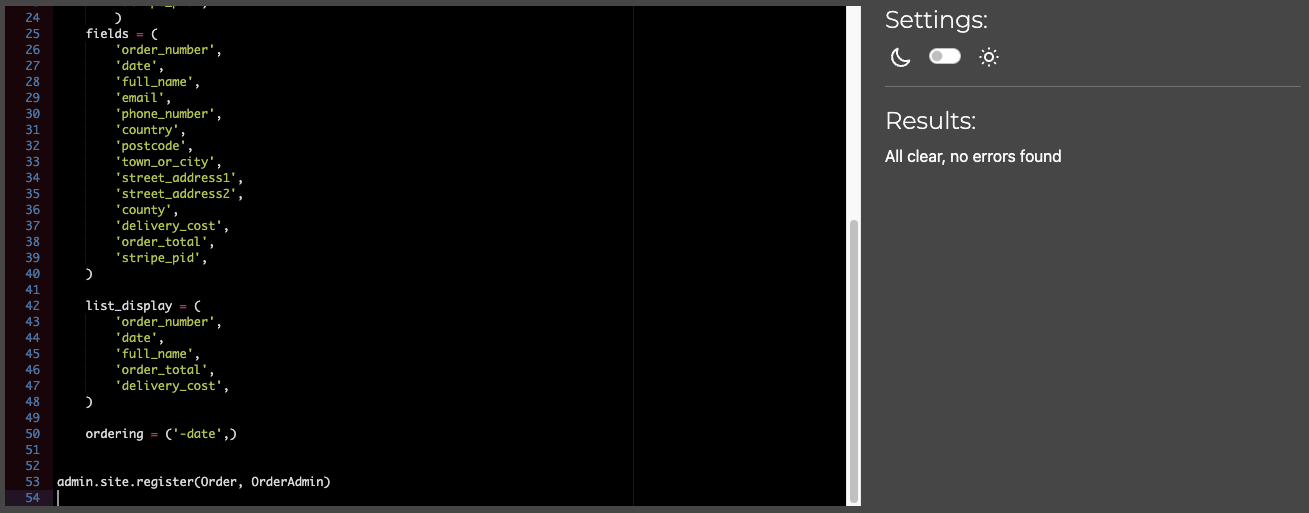 24        )
25    fields = (
26        'order_number',
27        'date',
28        'full_name',
29        'email',
30        'phone_number',
31        'country',
32        'postcode',
33        'town_or_city',
34        'street_address1',
35        'street_address2',
36        'county',
37        'delivery_cost',
38        'order_total',
39        'stripe_pid',
40    )
41
42    list_display = (
43        'order_number',
44        'date',
45        'full_name',
46        'order_total',
47        'delivery_cost',
48    )
49
50    ordering = ('-date',)
51
52
53 admin.site.register(Order, OrderAdmin)
54
Settings:
Results:
All clear, no errors found